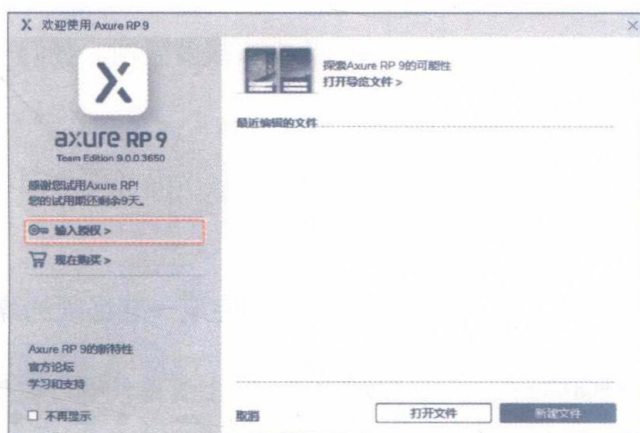 欢迎使用 Axure RP 9
axure RP 9
Team Edition 9.0.0.3650
感谢您试用Axure RP!
您的试用期还剩余9天。
输入授权 >
现在购买 >
Axure RP 9的新特性
官方论坛
学习和支持
不再显示
探索Axure RP 9的可能性
打开导览文件 >
最近编辑的文件
取消
打开文件
新建文件